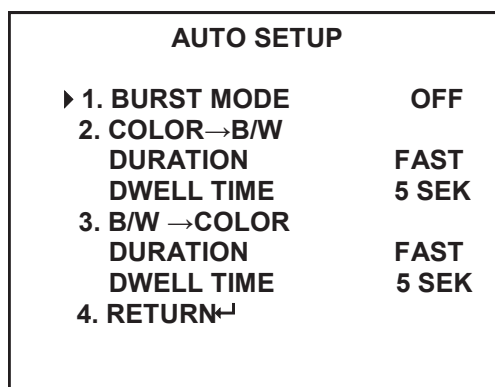 AUTO SETUP
1. BURST MODE OFF
2. COLOR→B/W
DURATION FAST
DWELL TIME 5 SEK
3. B/W →COLOR
DURATION FAST
DWELL TIME 5 SEK
4. RETURN↵